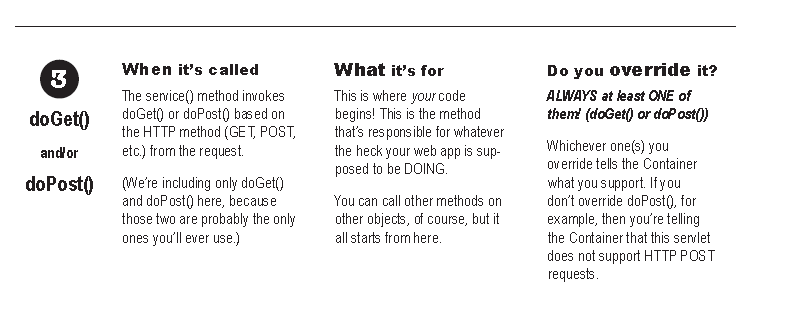 3
doGet()
and/or
doPost()
When it's called
The service() method invokes
doGet() or doPost() based on
the HTTP method (GET, POST,
etc.) from the request.
(We're including only doGet()
and doPost() here, because
those two are probably the only
ones you'll ever use.)
What it's for
This is where your code
begins! This is the method
that's responsible for whatever
the heck your web app is sup-
posed to be DOING.
You can call other methods on
other objects, of course, but it
all starts from here.
Do you override it?
ALWAYS at least ONE of
them! (doGet() or doPost())
Whichever one(s) you
override tells the Container
what you support. If you
don't override doPost(), for
example, then you're telling
the Container that this servlet
does not support HTTP POST
requests.